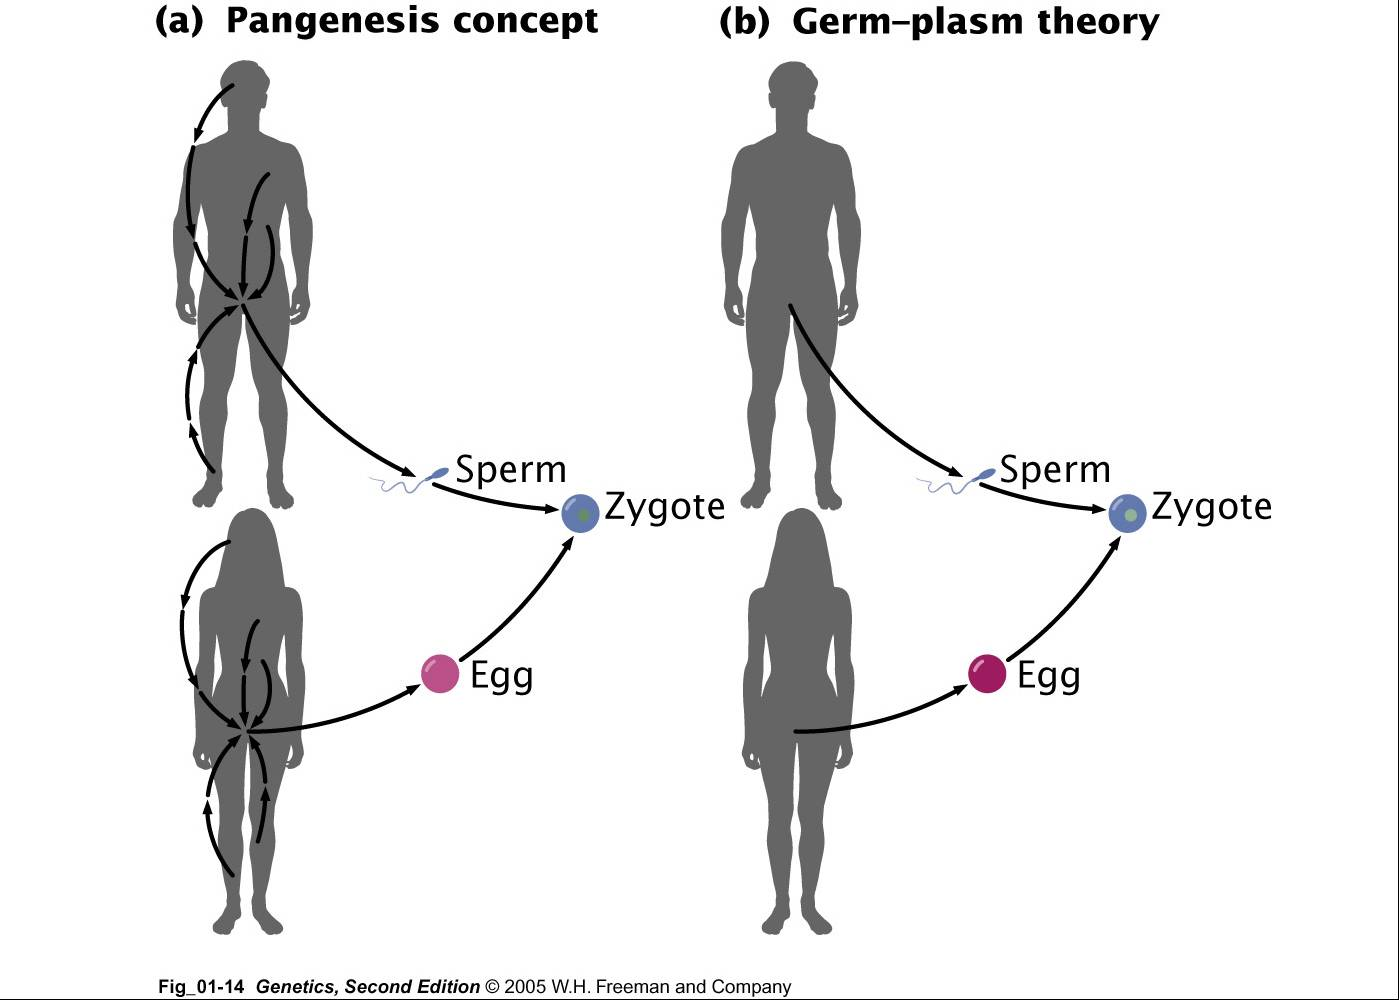 (a) Pangenesis concept
(b) Germ–plasm theory
Sperm
Zygote
Egg
Sperm
Zygote
Egg
Fig_01-14 Genetics, Second Edition © 2005 W.H. Freeman and Company